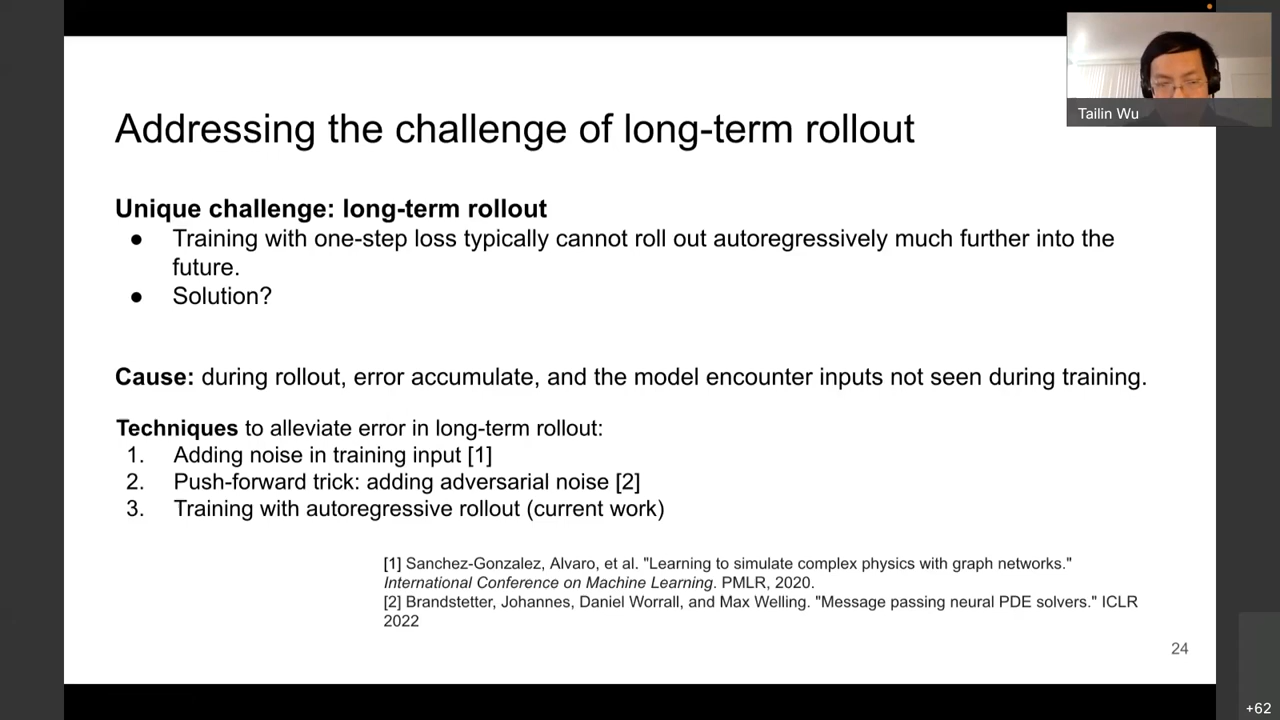 Tailin Wu
Addressing the challenge of long-term rollout
Unique challenge: long-term rollout
● Training with one-step loss typically cannot roll out autoregressively much further into the
future.
● Solution?
Cause: during rollout, error accumulate, and the model encounter inputs not seen during training.
Techniques to alleviate error in long-term rollout:
1. Adding noise in training input [1]
2. Push-forward trick: adding adversarial noise [2]
3. Training with autoregressive rollout (current work)
[1] Sanchez-Gonzalez, Alvaro, et al. "Learning to simulate complex physics with graph networks."
International Conference on Machine Learning. PMLR, 2020.
[2] Brandstetter, Johannes, Daniel Worrall, and Max Welling. "Message passing neural PDE solvers." ICLR
2022
24
+62